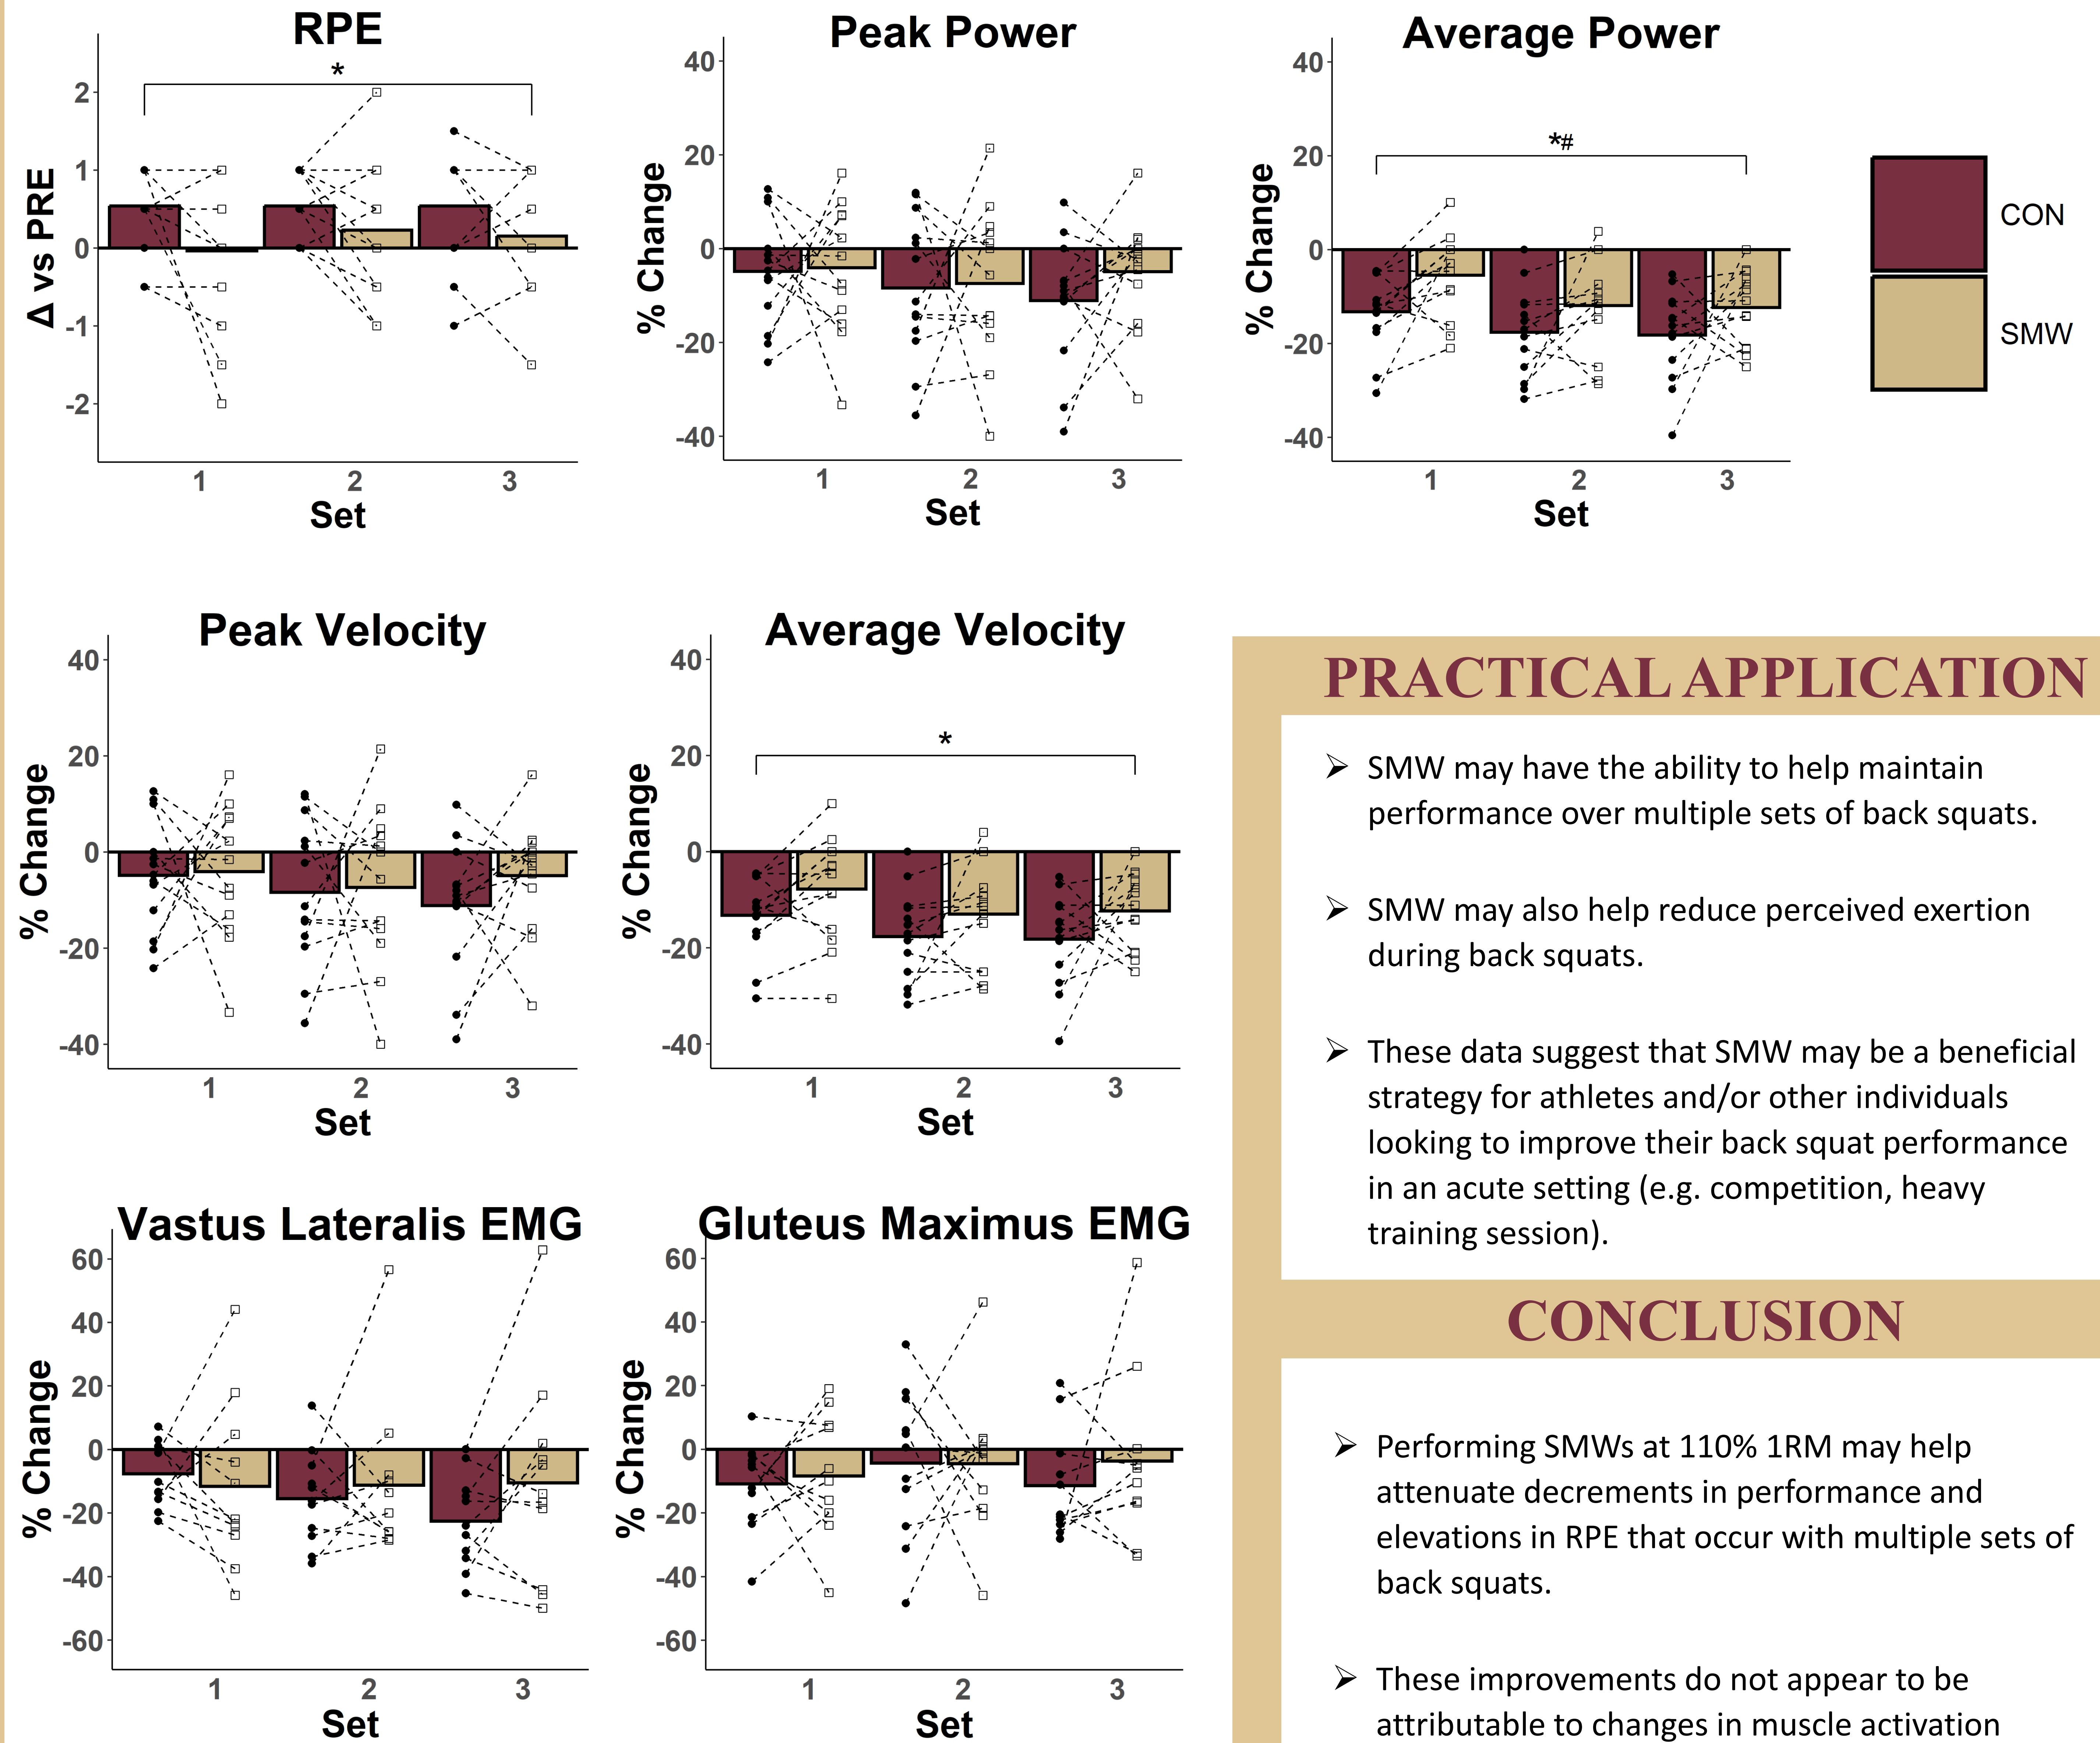 RPE
*
2
1
0
-1
-2
Δ vs PRE
1
2
3
Set
Peak Power
40
20
0
-20
-40
% Change
1
2
3
Set
Average Power
*#
40
20
0
-20
-40
% Change
1
2
3
Set
CON
SMW
Peak Velocity
40
20
0
-20
-40
% Change
1
2
3
Set
Average Velocity
*
40
20
0
-20
-40
% Change
1
2
3
Set
Vastus Lateralis EMG
60
40
20
0
-20
-40
-60
% Change
1
2
3
Set
Gluteus Maximus EMG
60
40
20
0
-20
-40
-60
% Change
1
2
3
Set
PRACTICAL APPLICATION
➢ SMW may have the ability to help maintain
performance over multiple sets of back squats.
➢ SMW may also help reduce perceived exertion
during back squats.
➢ These data suggest that SMW may be a beneficial
strategy for athletes and/or other individuals
looking to improve their back squat performance
in an acute setting (e.g. competition, heavy
training session).
CONCLUSION
➢ Performing SMWs at 110% 1RM may help
attenuate decrements in performance and
elevations in RPE that occur with multiple sets of
back squats.
➢ These improvements do not appear to be
attributable to changes in muscle activation